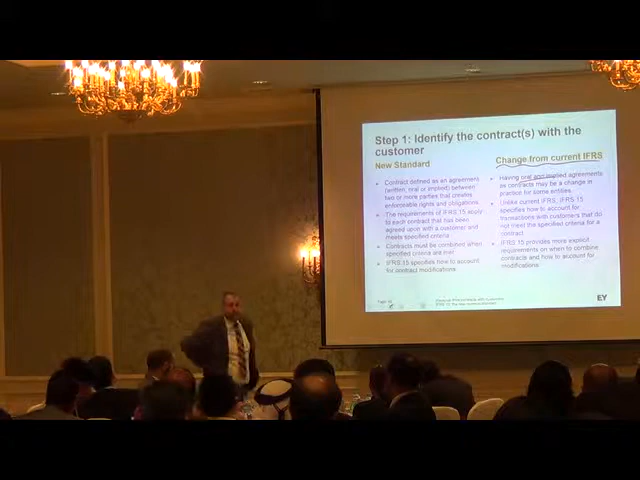 Step 1: Identify the contract(s) with the
customer
New Standard
Contract defined as an agreement
(written, oral or implied) between
two or more parties that creates
enforceable rights and obligations.
The requirements of IFRS 15 apply
to each contract that has been
agreed upon with a customer and
meets specified criteria
Contracts must be combined when
specified criteria are met
IFRS 15 specifies how to account
for contract modifications.
Change from current IFRS
Having oral and implied agreements
as contracts may be a change in
practice for some entities.
Unlike current IFRS, IFRS 15
specifies how to account for
transactions with customers that do
not meet the specified criteria for a
contract
IFRS 15 provides more explicit
requirements on when to combine
contracts and how to account for
modifications
EY